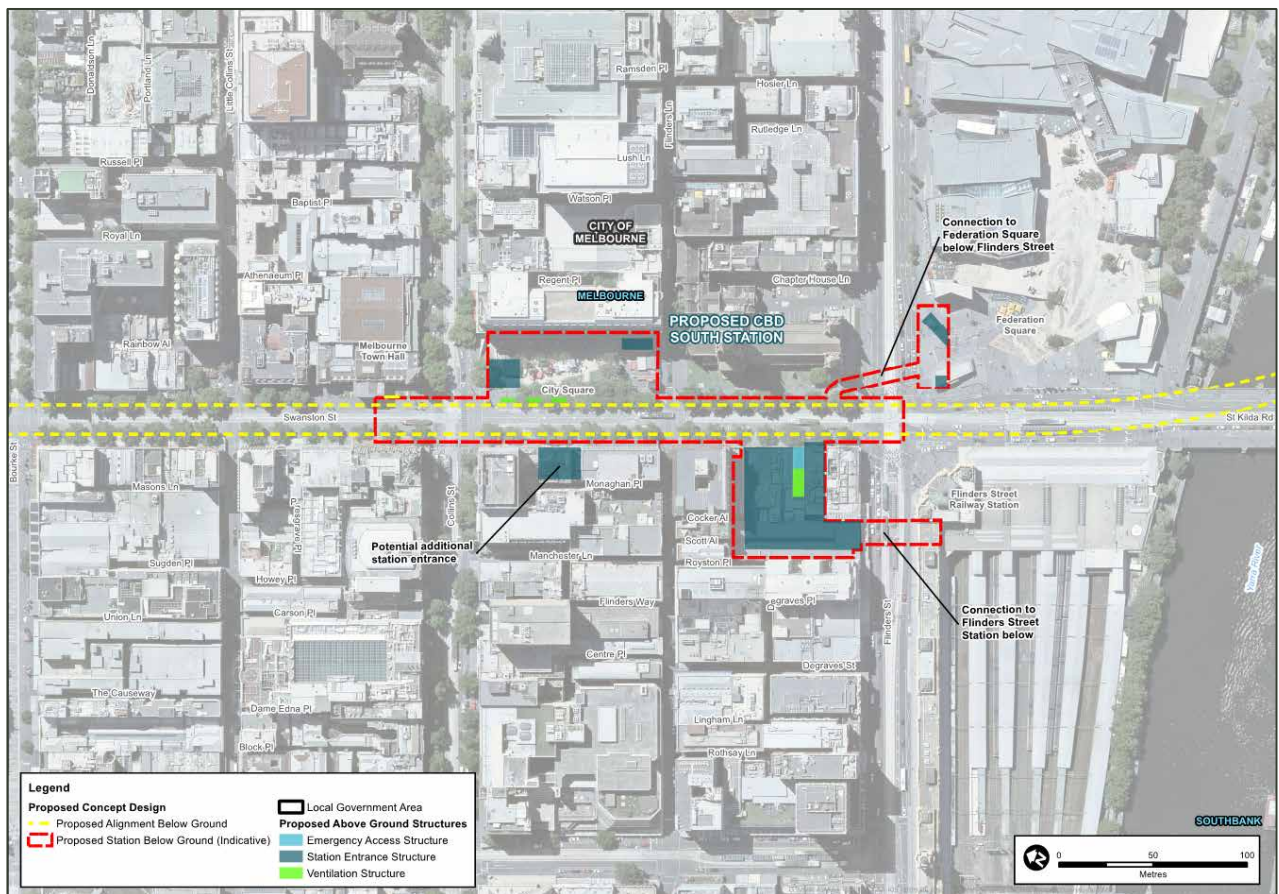 Donaldson Ln
Portland Ln
Little Collins St
Ramsden Pl
Hosier Ln
Flinders Ln
Rutledge Ln
Russell Pl
Lush Ln
Baptist Pl
Watson Pl
CITY OF
MELBOURNE
Connection to
Federation Square
below Flinders Street
Royal Ln
Athenaeum Pl
Regent Pl
Chapter House Ln
MELBOURNE
PROPOSED CBD
SOUTH STATION
Federation
Square
Rainbow Al
Melbourne
Town Hall
City Square
Swanston St
St Kilda Rd
Bourke St
Masons Ln
Collins St
Monaghan Pl
Presgrave Pl
Flinders Street
Railway Station
Cocker Al
Potential additional
station entrance
Scott Al
Manchester Ln
Royston Pl
Sugden Pl
Howey Pl
Yarra River
Carson Pl
Flinders Way
Degraves Pl
Flinders St
Connection to
Flinders Street
Station below
Union Ln
Centre Pl
Degraves St
The Causeway
Dame Edna Pl
Lingham Ln
Block Pl
Rothsay Ln
Legend
Proposed Concept Design
Proposed Alignment Below Ground
Proposed Station Below Ground (Indicative)
Local Government Area
Proposed Above Ground Structures
Emergency Access Structure
Station Entrance Structure
Ventilation Structure
SOUTHBANK
0 50 100
Metres